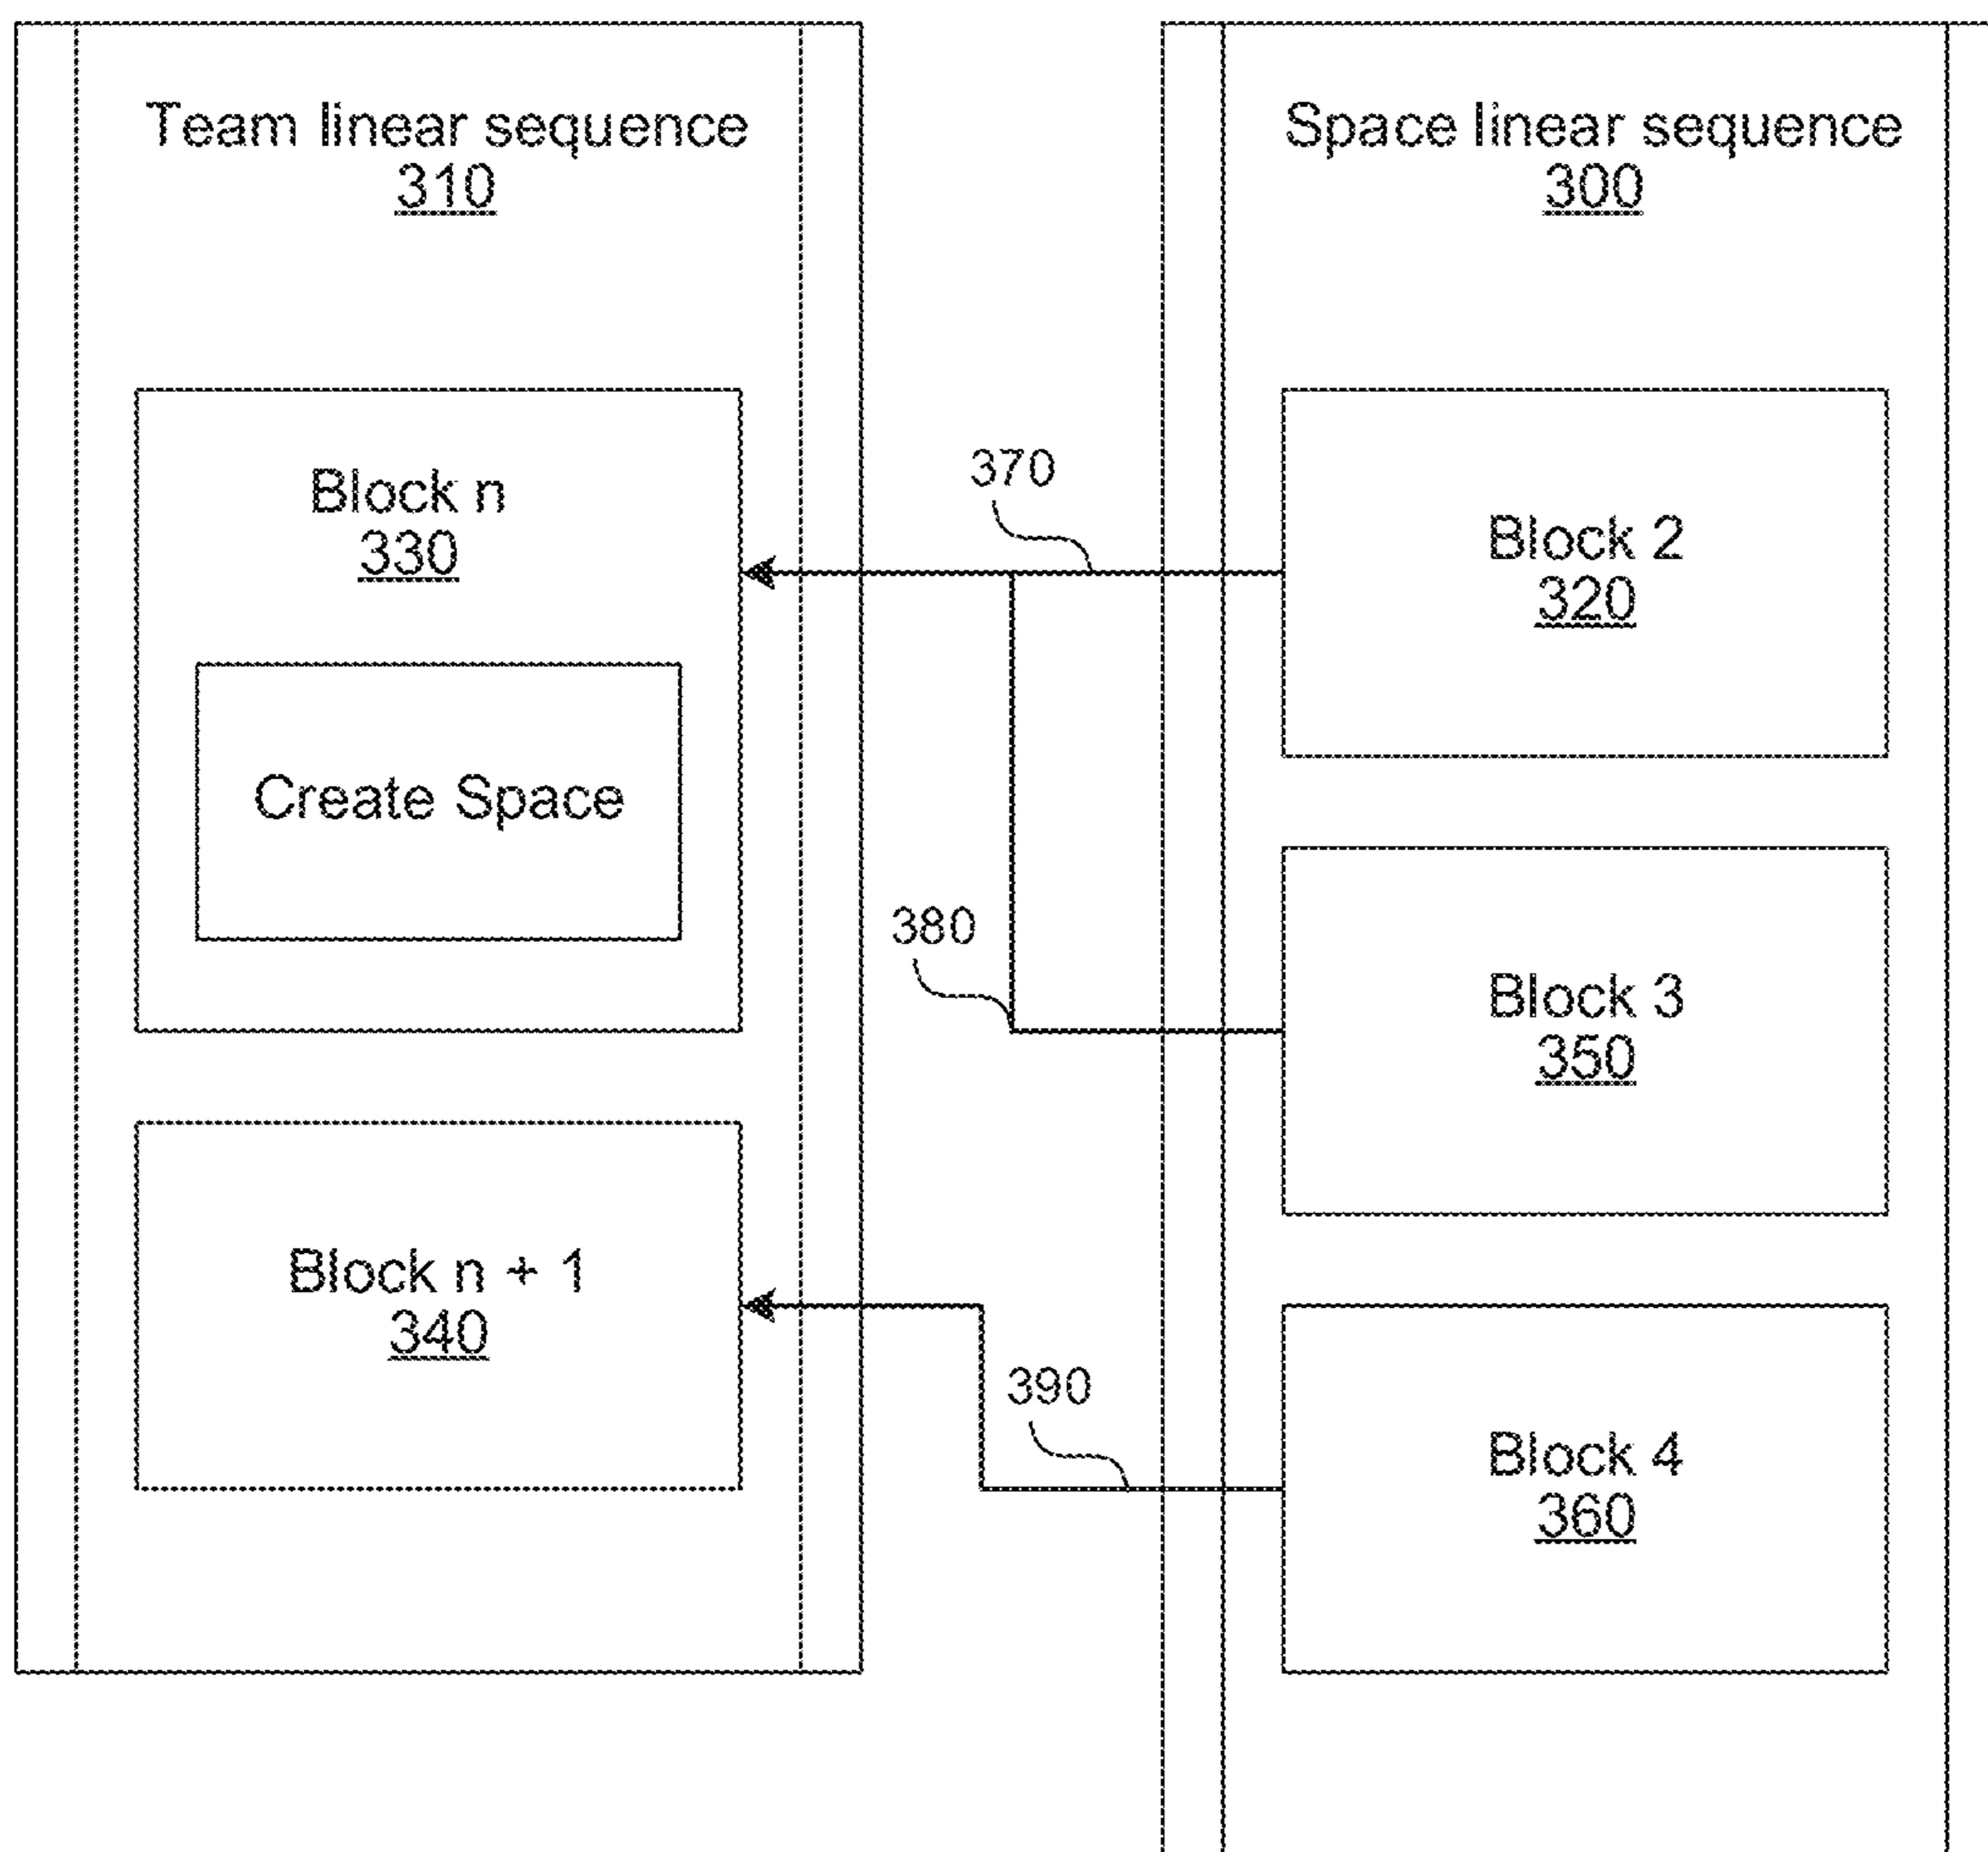 Team linear sequence
310
Space linear sequence
300
Block n
330
Create Space
Block n + 1
340
370
380
390
Block 2
320
Block 3
350
Block 4
360